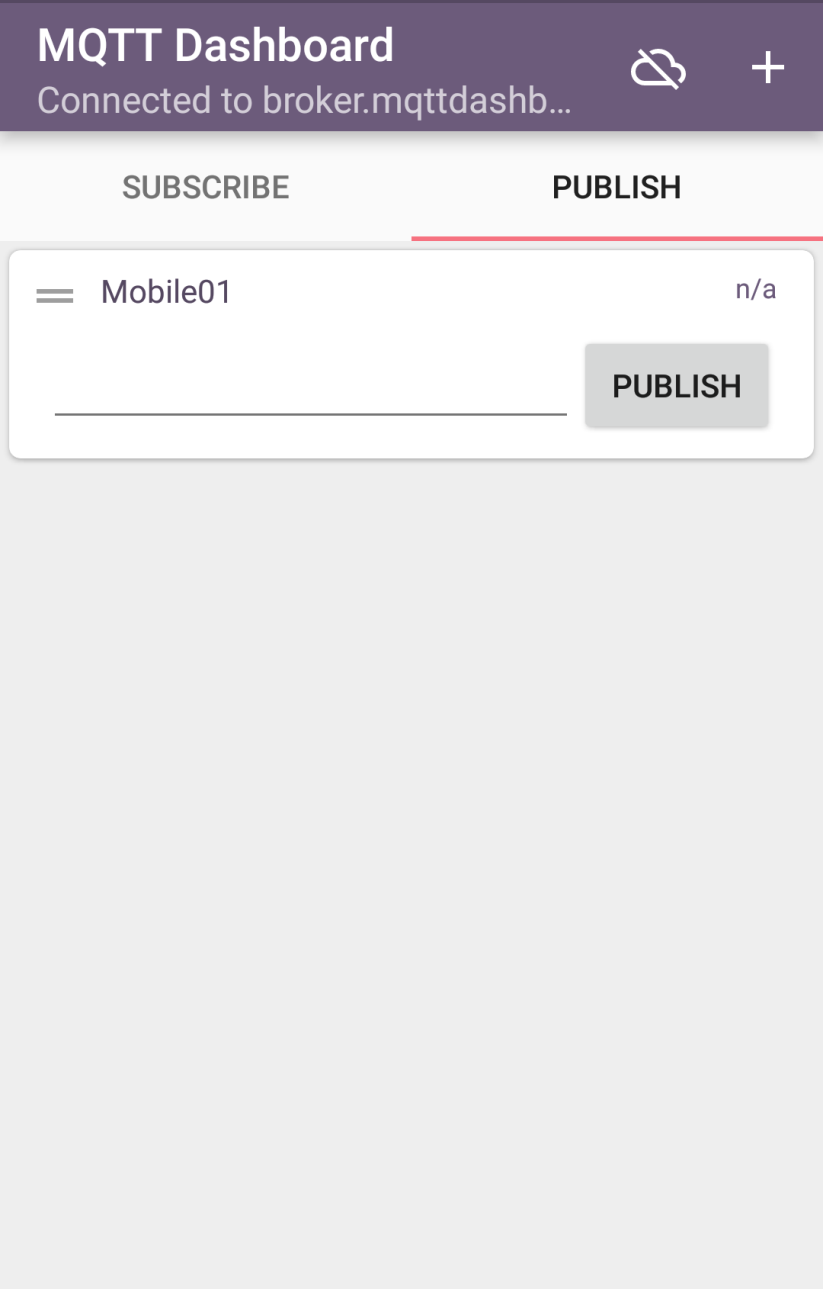 MQTT Dashboard
Connected to broker.mqttdashb...
SUBSCRIBE
PUBLISH
Mobile01
n/a
PUBLISH